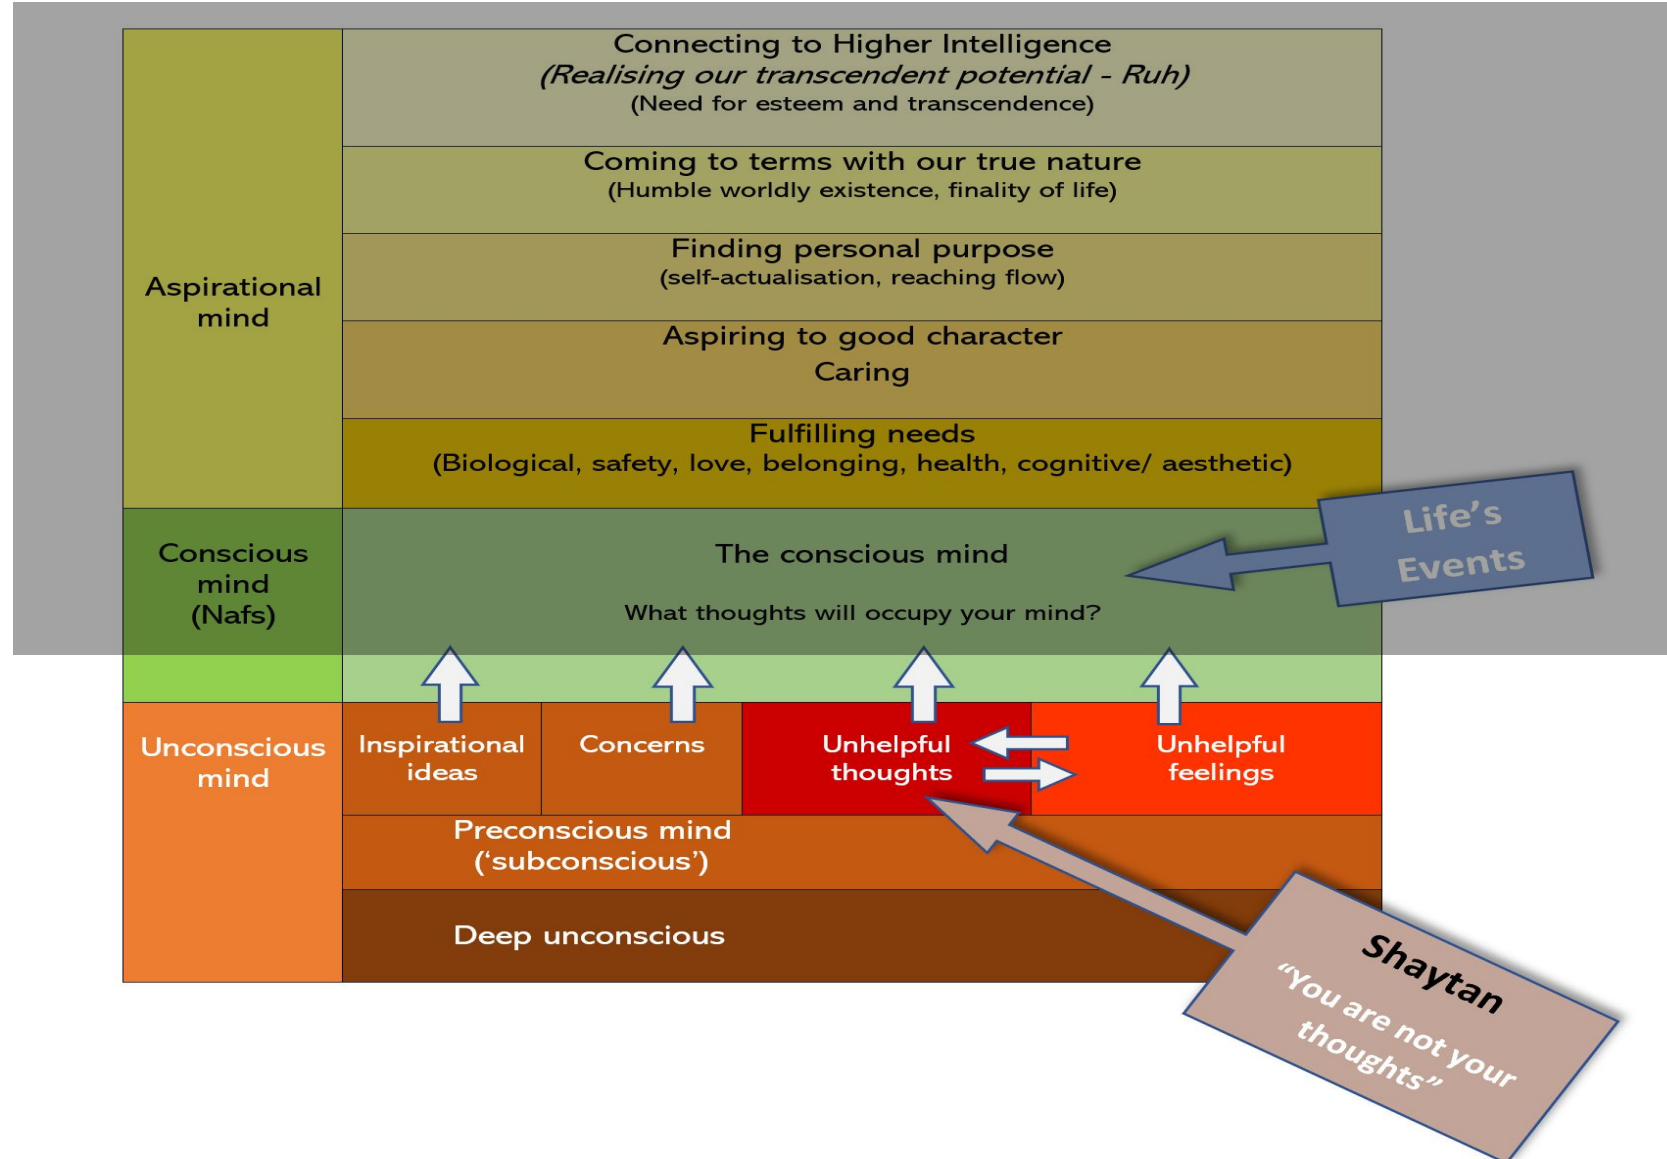 Connecting to Higher Intelligence
(Realising our transcendent potential - Ruh)
(Need for esteem and transcendence)
Coming to terms with our true nature
(Humble worldly existence, finality of life)
Finding personal purpose
(self-actualisation, reaching flow)
Aspirational
mind
Aspiring to good character
Caring
Fulfilling needs
(Biological, safety, love, belonging, health, cognitive/ aesthetic)
Life’s
Events
Conscious
mind
(Nafs)
The conscious mind
What thoughts will occupy your mind?
Unconscious
mind
Inspirational
ideas
Concerns
Unhelpful
thoughts
Unhelpful
feelings
Preconscious mind
(‘subconscious’)
Deep unconscious
Shaytan
“You are not your
thoughts”